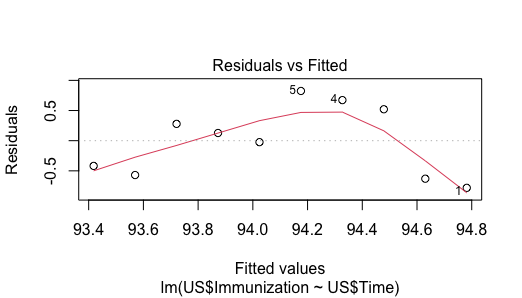 Residuals vs Fitted
Residuals
0.5
-0.5
5
4
1
93.4 93.6 93.8 94.0 94.2 94.4 94.6 94.8
Fitted values
lm(US$Immunization ~ US$Time)